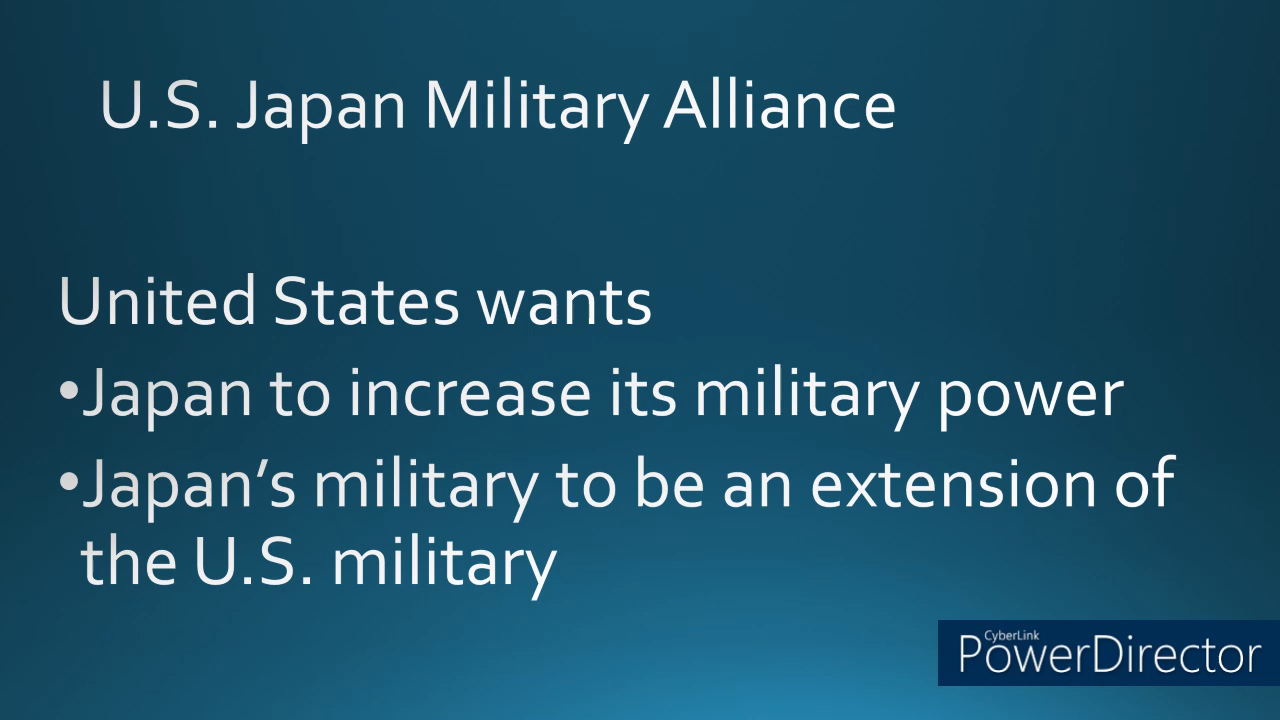 U.S. Japan Military Alliance
United States wants
•Japan to increase its military power
•Japan’s military to be an extension of
the U.S. military
CyberLink
PowerDirector